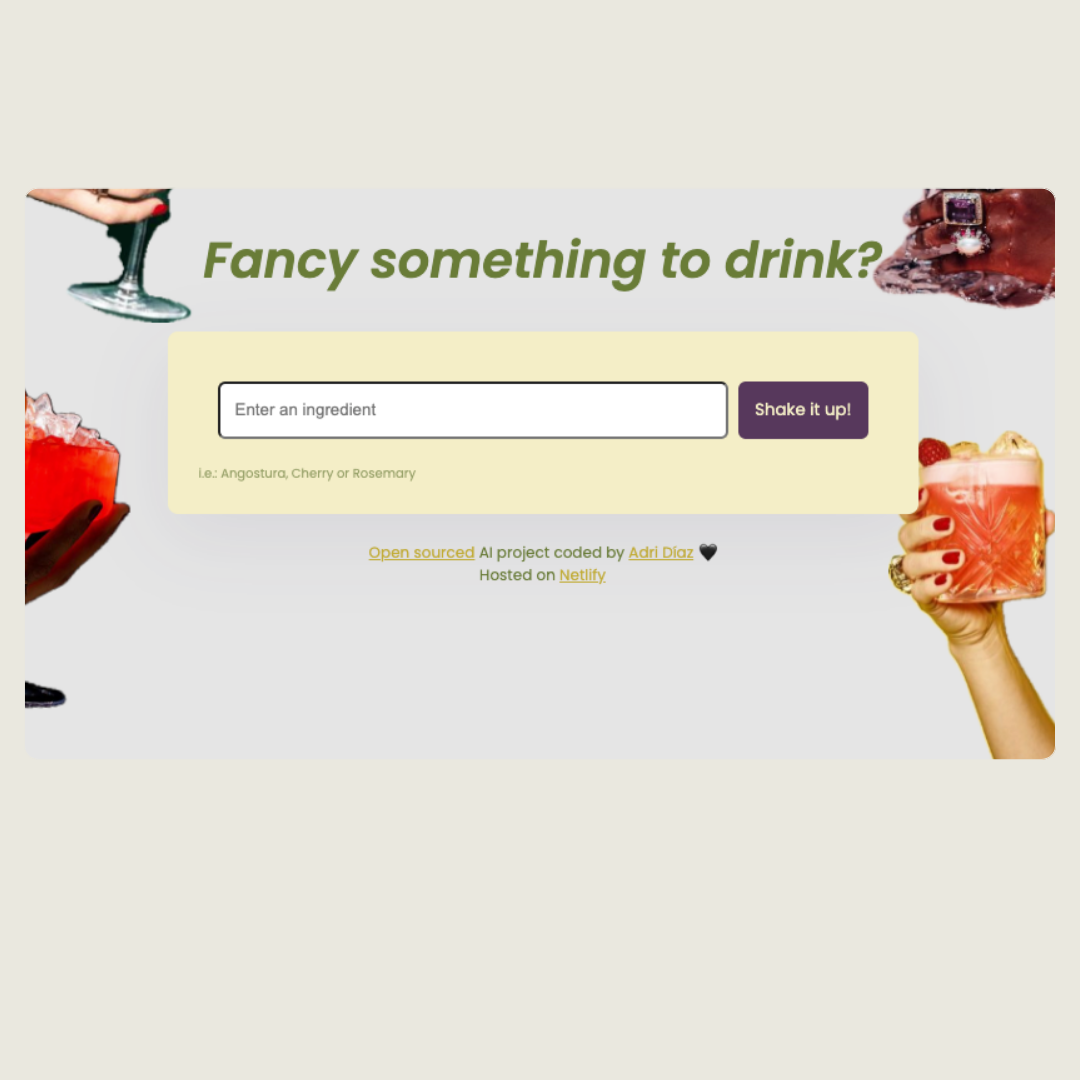 Fancy something to drink?
Enter an ingredient
Shake it up!
i.e.: Angostura, Cherry or Rosemary
Open sourced AI project coded by Adri Díaz 🖤
Hosted on Netlify